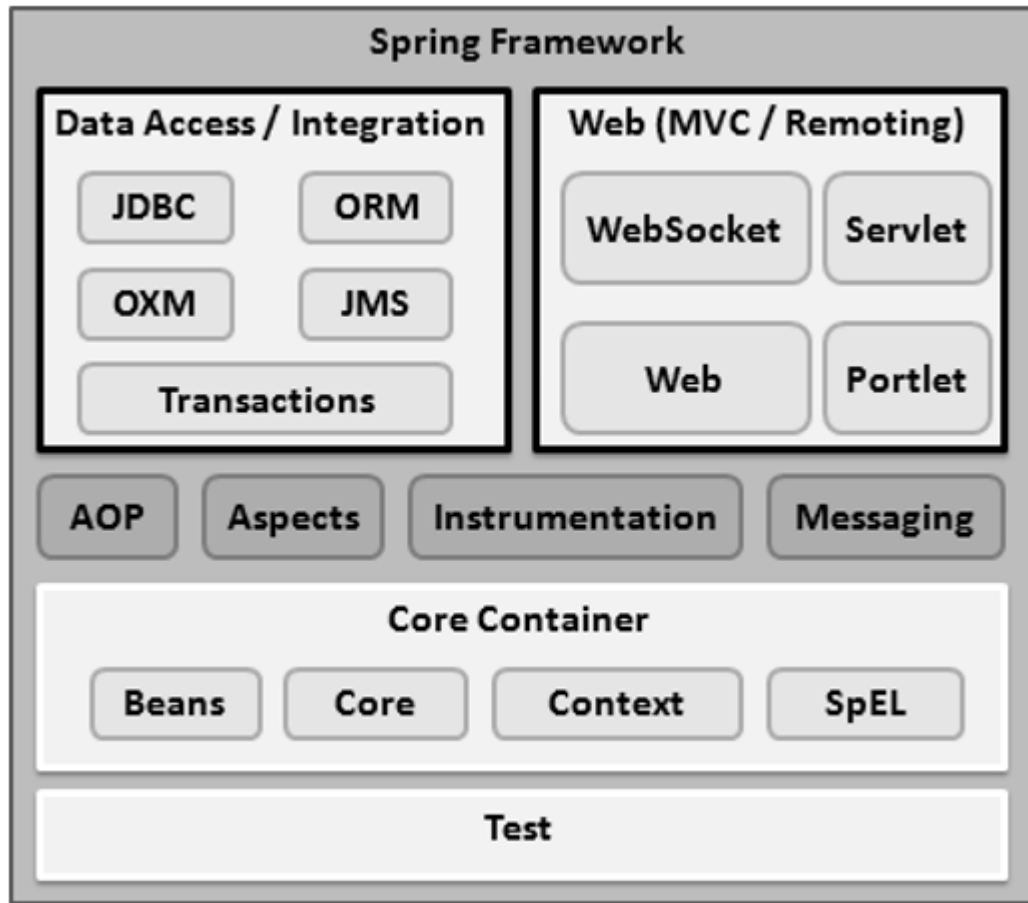 Spring Framework
Data Access / Integration
JDBC
ORM
OXM
JMS
Transactions
Web (MVC / Remoting)
WebSocket
Servlet
Web
Portlet
AOP
Aspects
Instrumentation
Messaging
Core Container
Beans
Core
Context
SpEL
Test